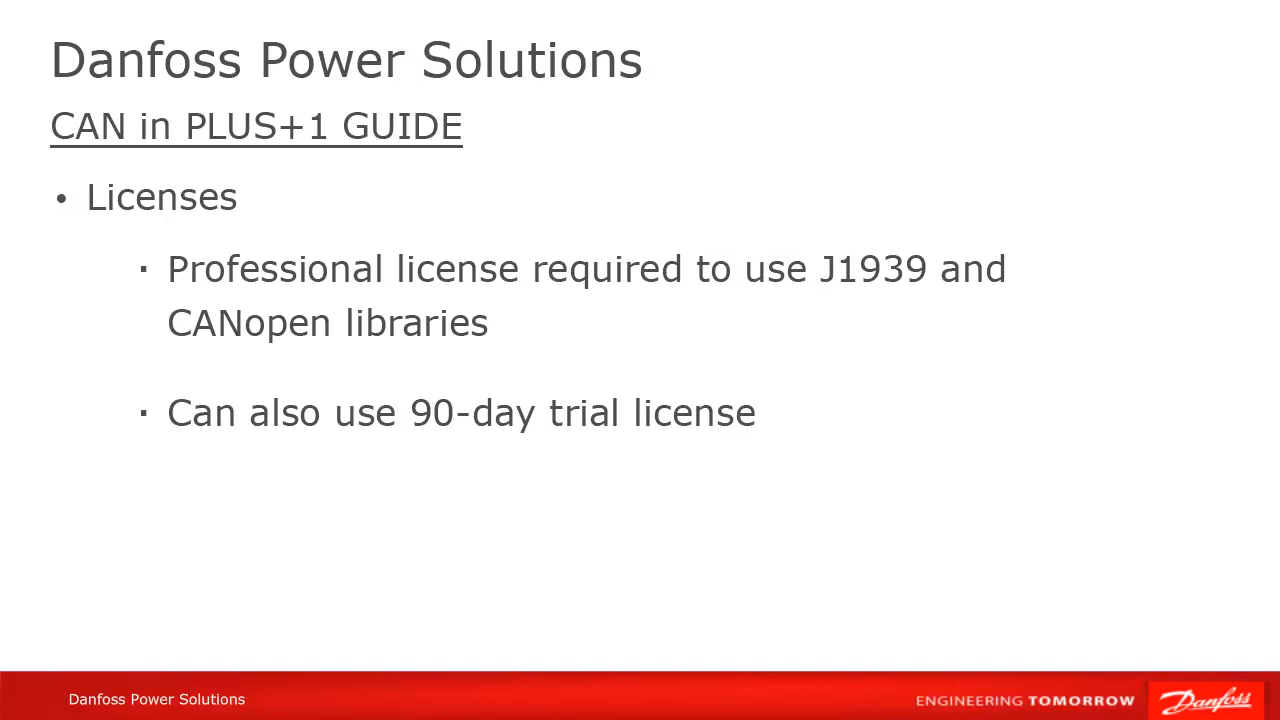 Danfoss Power Solutions
CAN in PLUS+1 GUIDE
• Licenses
▪ Professional license required to use J1939 and
CANopen libraries
▪ Can also use 90-day trial license
Danfoss Power Solutions
ENGINEERING TOMORROW
Danfoss